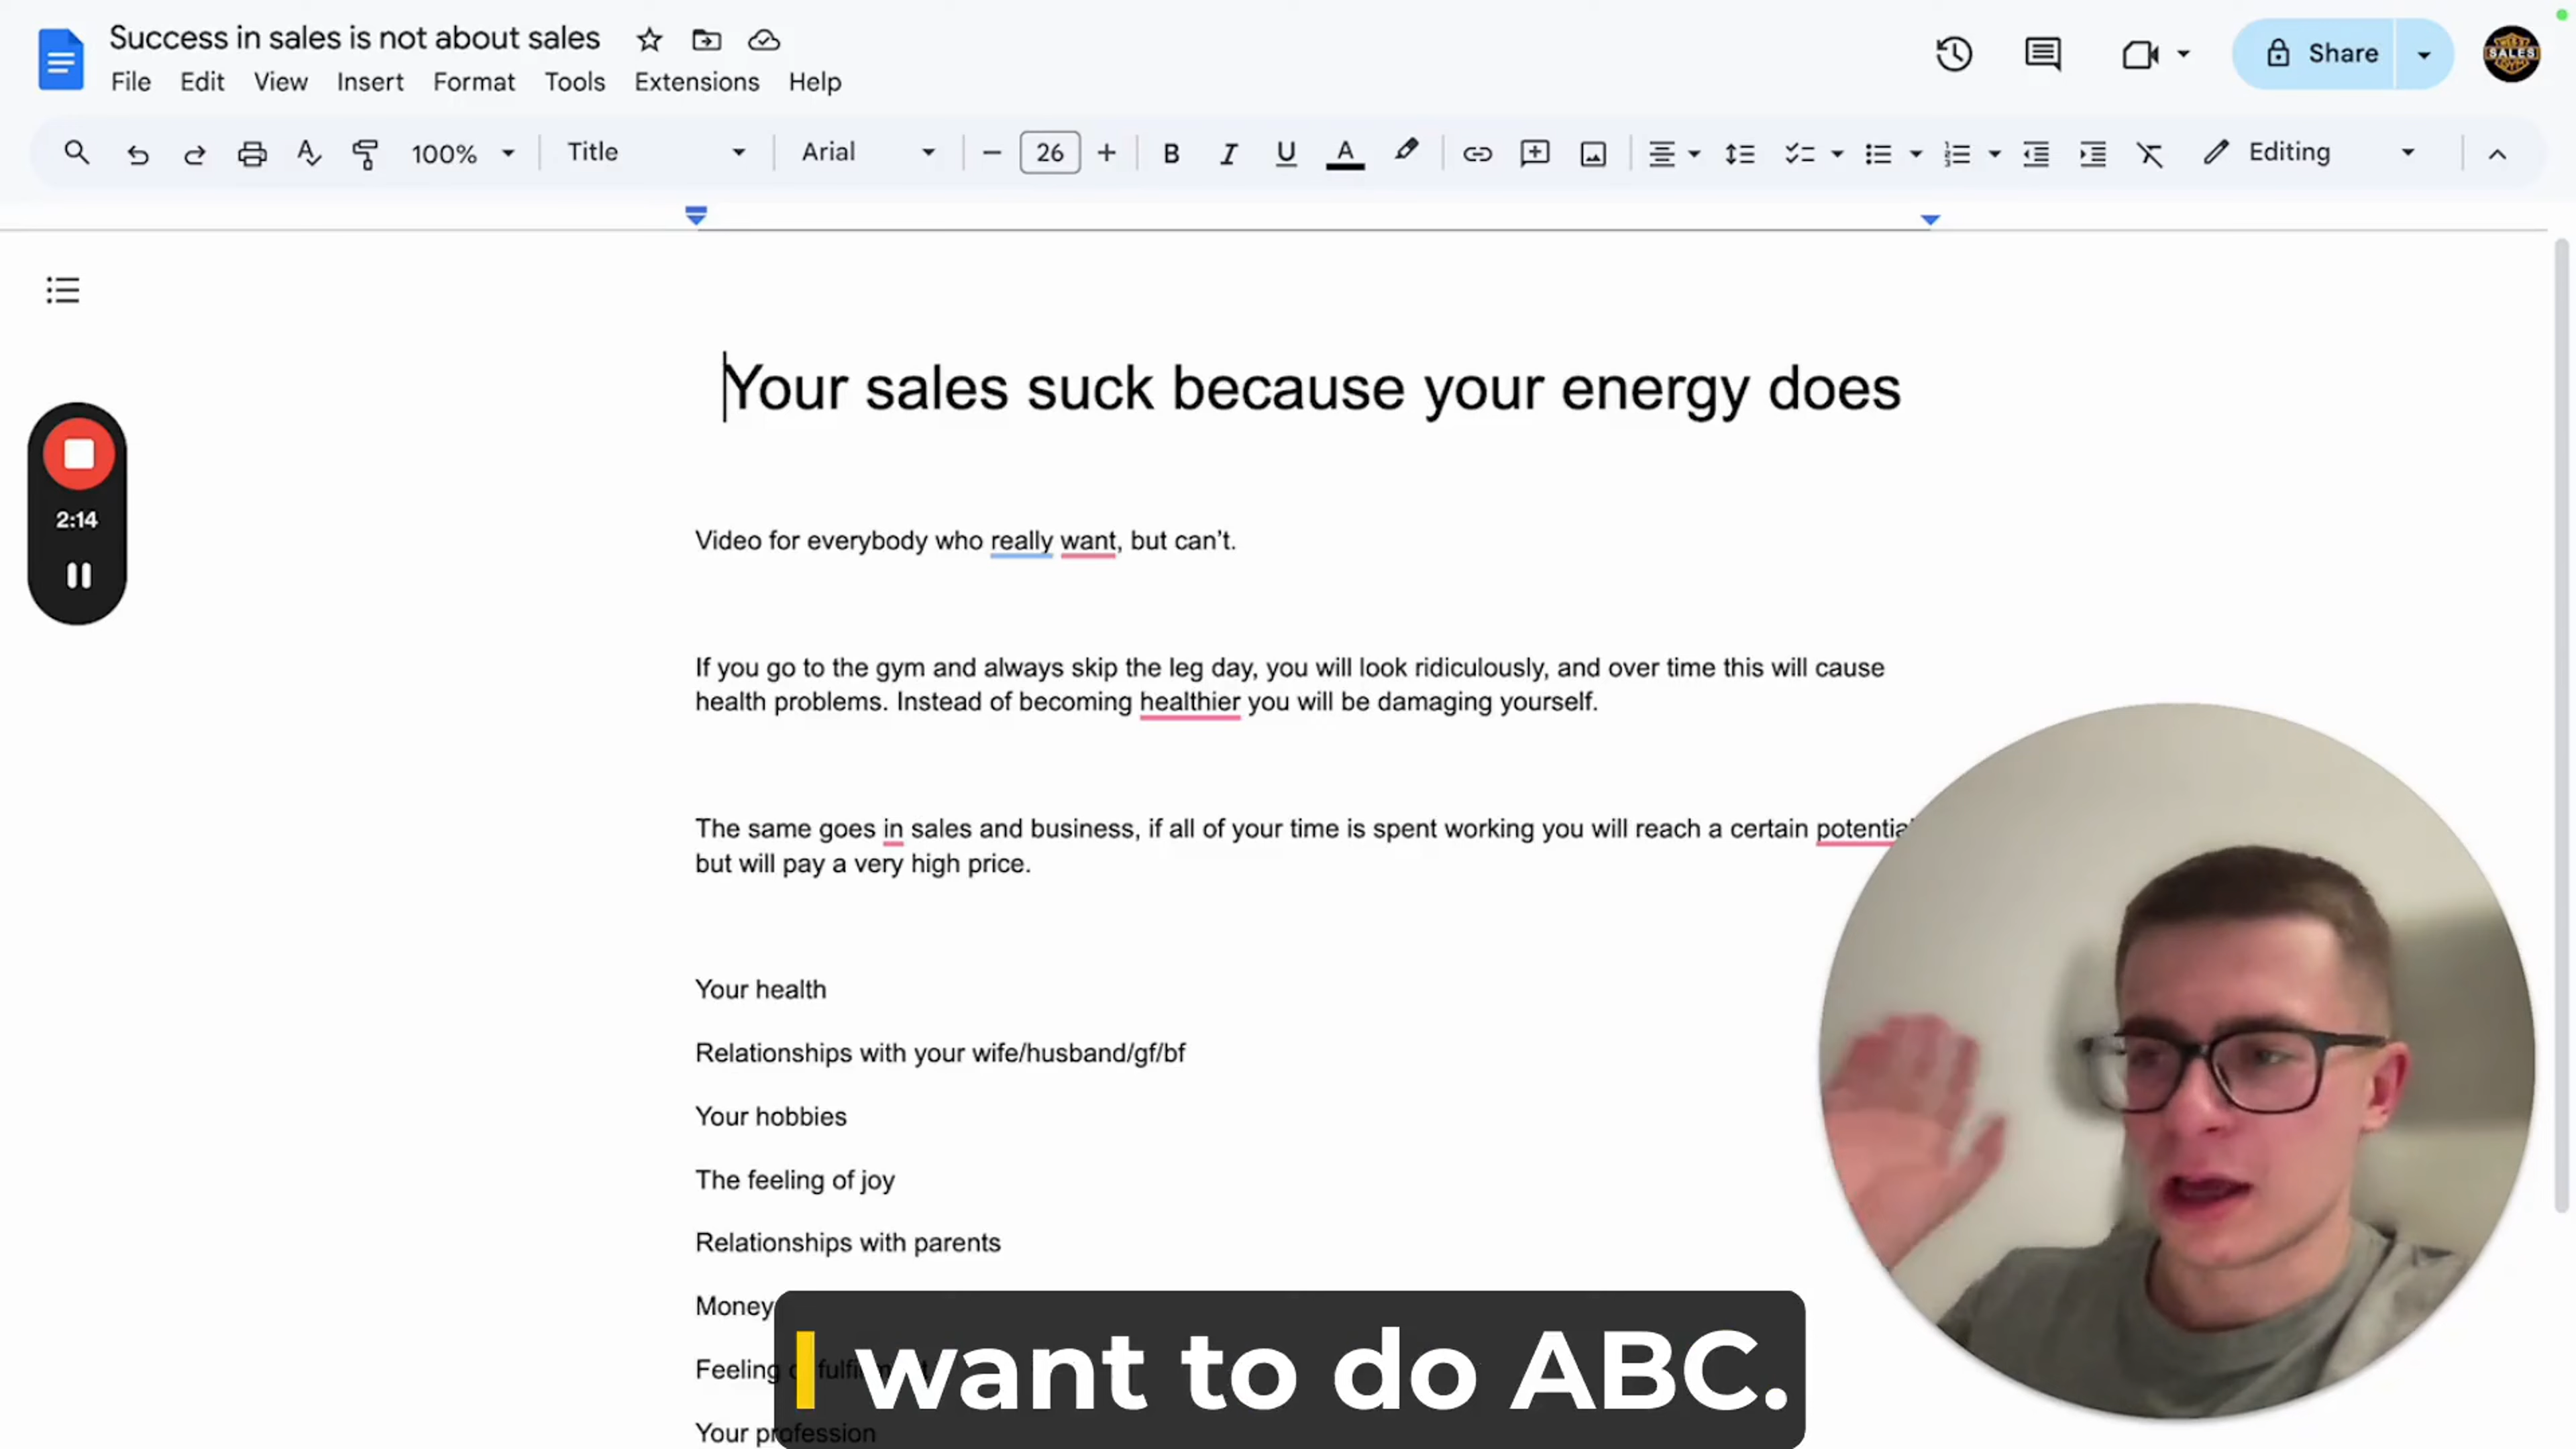 Success in sales is not about sales
File Edit View Insert Format Tools Extensions Help
Share
SALES
100% Title Arial 26 B I U A Editing
Your sales suck because your energy does
2:14
Video for everybody who really want, but can't.
If you go to the gym and always skip the leg day, you will look ridiculously, and over time this will cause
health problems. Instead of becoming healthier you will be damaging yourself.
The same goes in sales and business, if all of your time is spent working you will reach a certain potential
but will pay a very high price.
Your health
Relationships with your wife/husband/gf/bf
Your hobbies
The feeling of joy
Relationships with parents
Money
Feeling of fulfilment
Your profession
I want to do ABC.